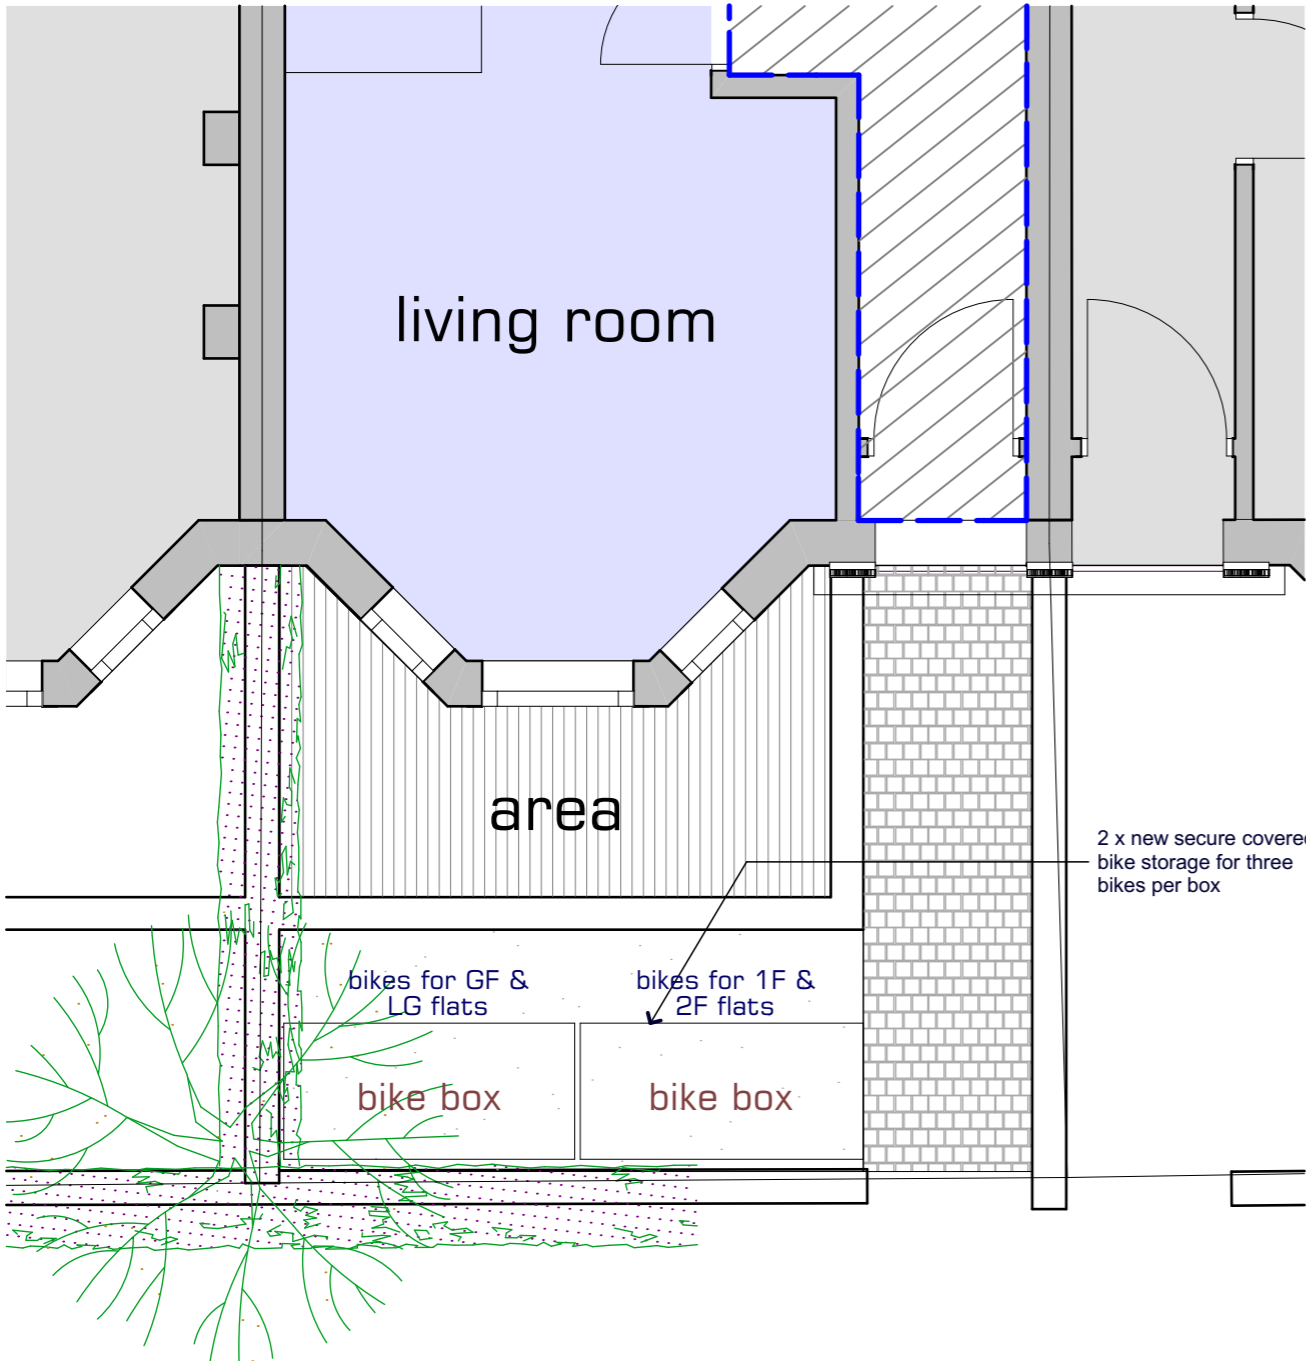 living room
area
2 x new secure covered
bike storage for three
bikes per box
bikes for GF &
LG flats
bikes for 1F &
2F flats
bike box
bike box